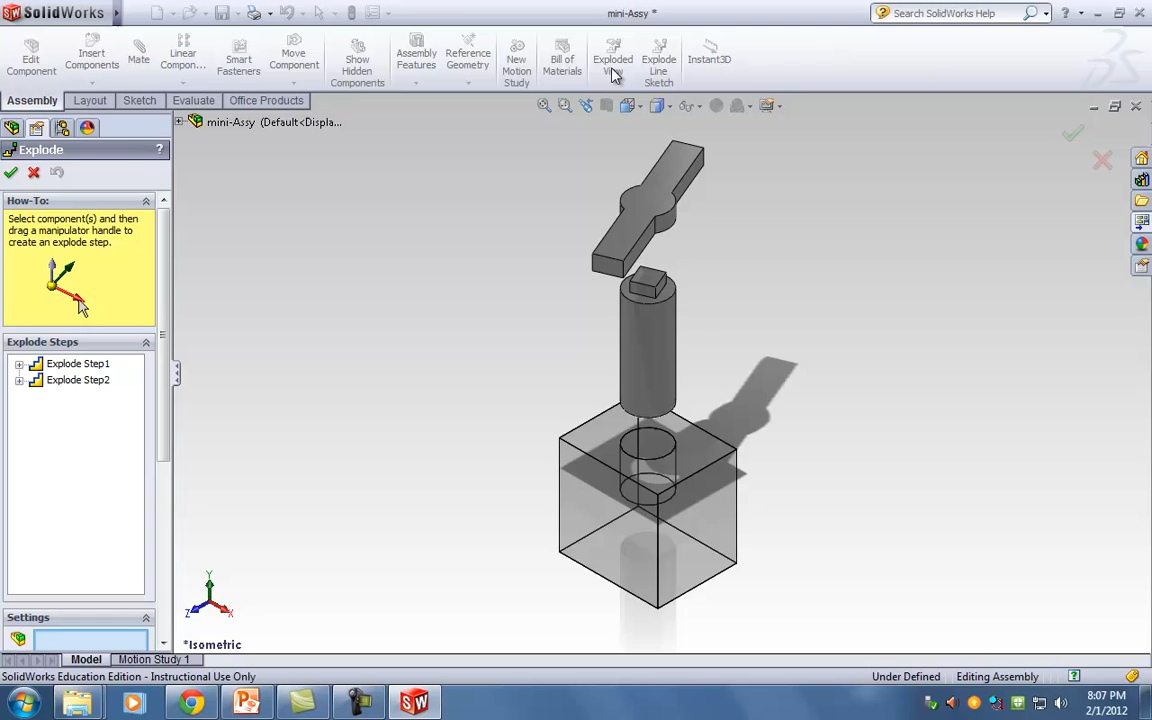 SolidWorks
mini-Assy *
Search SolidWorks Help
Edit Component
Insert Components
Mate
Linear Compon...
Smart Fasteners
Move Component
Show Hidden Components
Assembly Features
Reference Geometry
New Motion Study
Bill of Materials
Exploded
Explode Line Sketch
Instant3D
Assembly
Layout
Sketch
Evaluate
Office Products
mini-Assy (Default<Displa...
Explode
?
How-To:
Select component(s) and then
drag a manipulator handle to
create an explode step.
Explode Steps
Explode Step1
Explode Step2
Settings
Y
Z
X
*Isometric
Model
Motion Study 1
SolidWorks Education Edition - Instructional Use Only
Under Defined
Editing Assembly
8:07 PM
2/1/2012